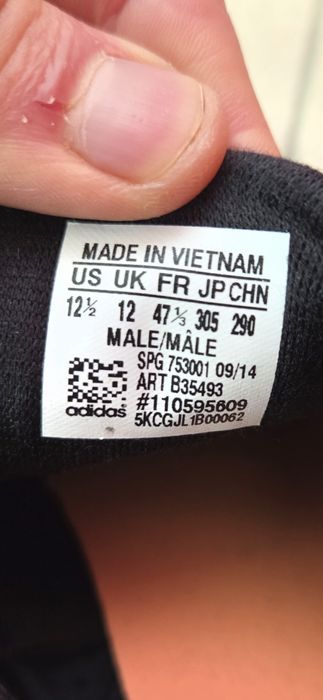 MADE IN VIETNAM
US UK FR JP CHN
12½ 12 47⅓ 305 290
MALE/MÂLE
SPG 753001 09/14
ART B35493
#110595609
5KCGJL1B00062
adidas